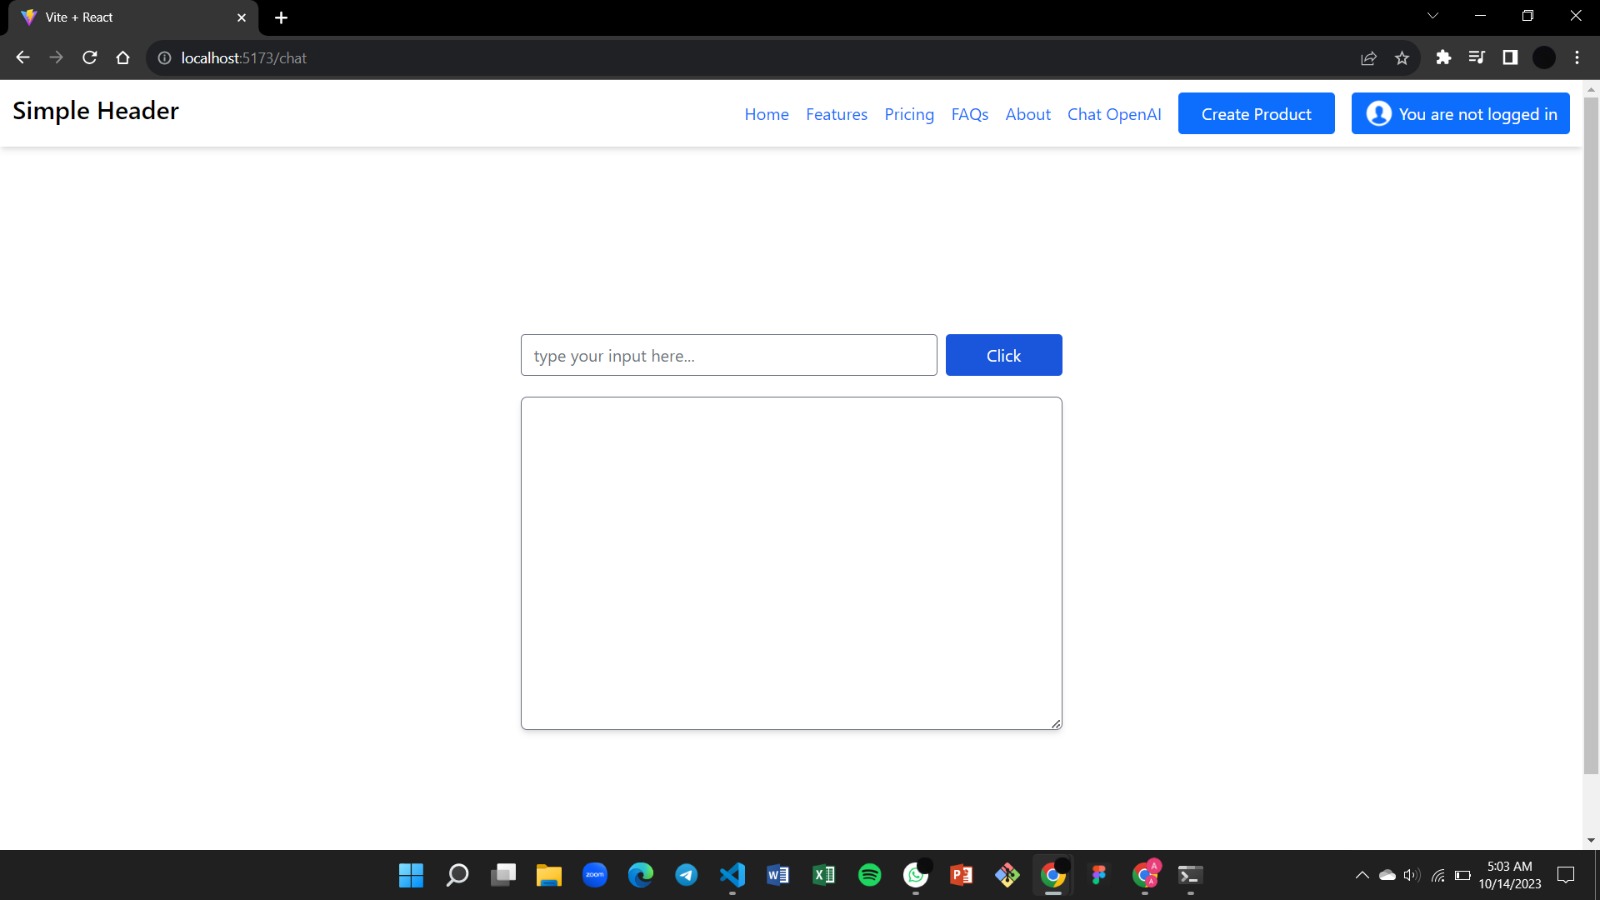 Vite + React
localhost:5173/chat
Simple Header
Home Features Pricing FAQs About Chat OpenAI Create Product You are not logged in
type your input here... Click
zoom
5:03 AM
10/14/2023